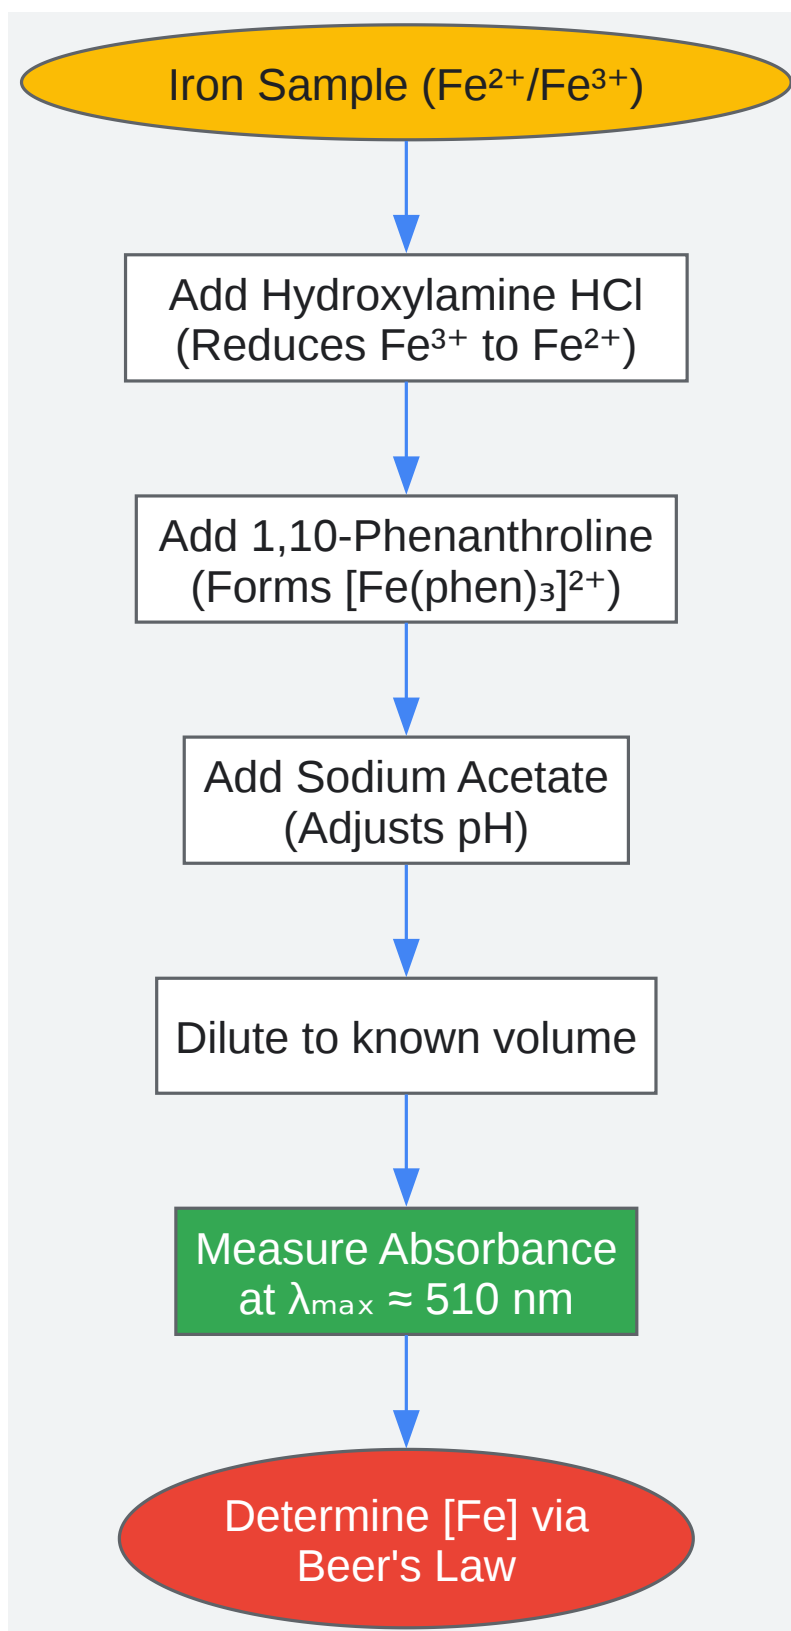 Iron Sample (Fe²⁺/Fe³⁺)
Add Hydroxylamine HCl
(Reduces Fe³⁺ to Fe²⁺)
Add 1,10-Phenanthroline
(Forms [Fe(phen)₃]²⁺)
Add Sodium Acetate
(Adjusts pH)
Dilute to known volume
Measure Absorbance
at λₘₐₓ ≈ 510 nm
Determine [Fe] via
Beer's Law